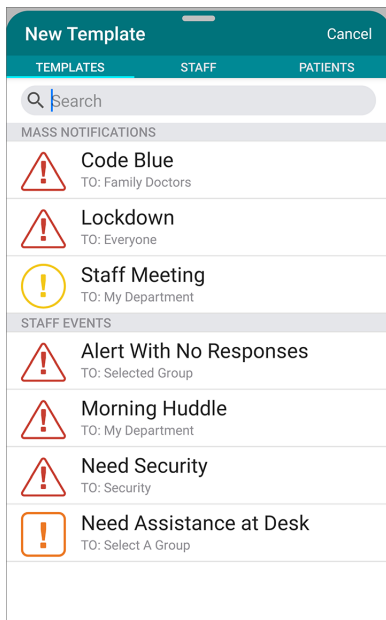 New Template
Cancel
TEMPLATES
STAFF
PATIENTS
Search
MASS NOTIFICATIONS
Code Blue
TO: Family Doctors
Lockdown
TO: Everyone
Staff Meeting
TO: My Department
STAFF EVENTS
Alert With No Responses
TO: Selected Group
Morning Huddle
TO: My Department
Need Security
TO: Security
Need Assistance at Desk
TO: Select A Group